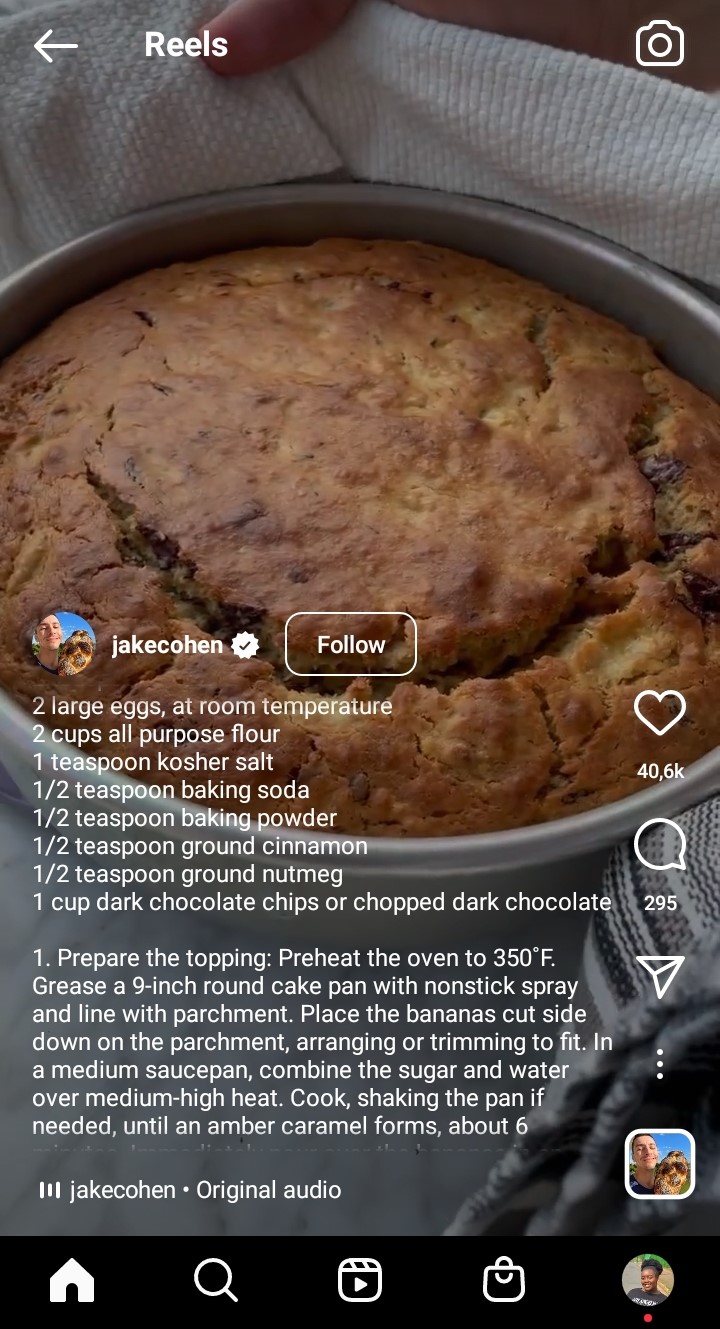 Reels
jakecohen
Follow
2 large eggs, at room temperature
2 cups all purpose flour
1 teaspoon kosher salt
1/2 teaspoon baking soda
1/2 teaspoon baking powder
1/2 teaspoon ground cinnamon
1/2 teaspoon ground nutmeg
1 cup dark chocolate chips or chopped dark chocolate
40,6k
295
1. Prepare the topping: Preheat the oven to 350˚F.
Grease a 9-inch round cake pan with nonstick spray
and line with parchment. Place the bananas cut side
down on the parchment, arranging or trimming to fit. In
a medium saucepan, combine the sugar and water
over medium-high heat. Cook, shaking the pan if
needed, until an amber caramel forms, about 6
jakecohen • Original audio